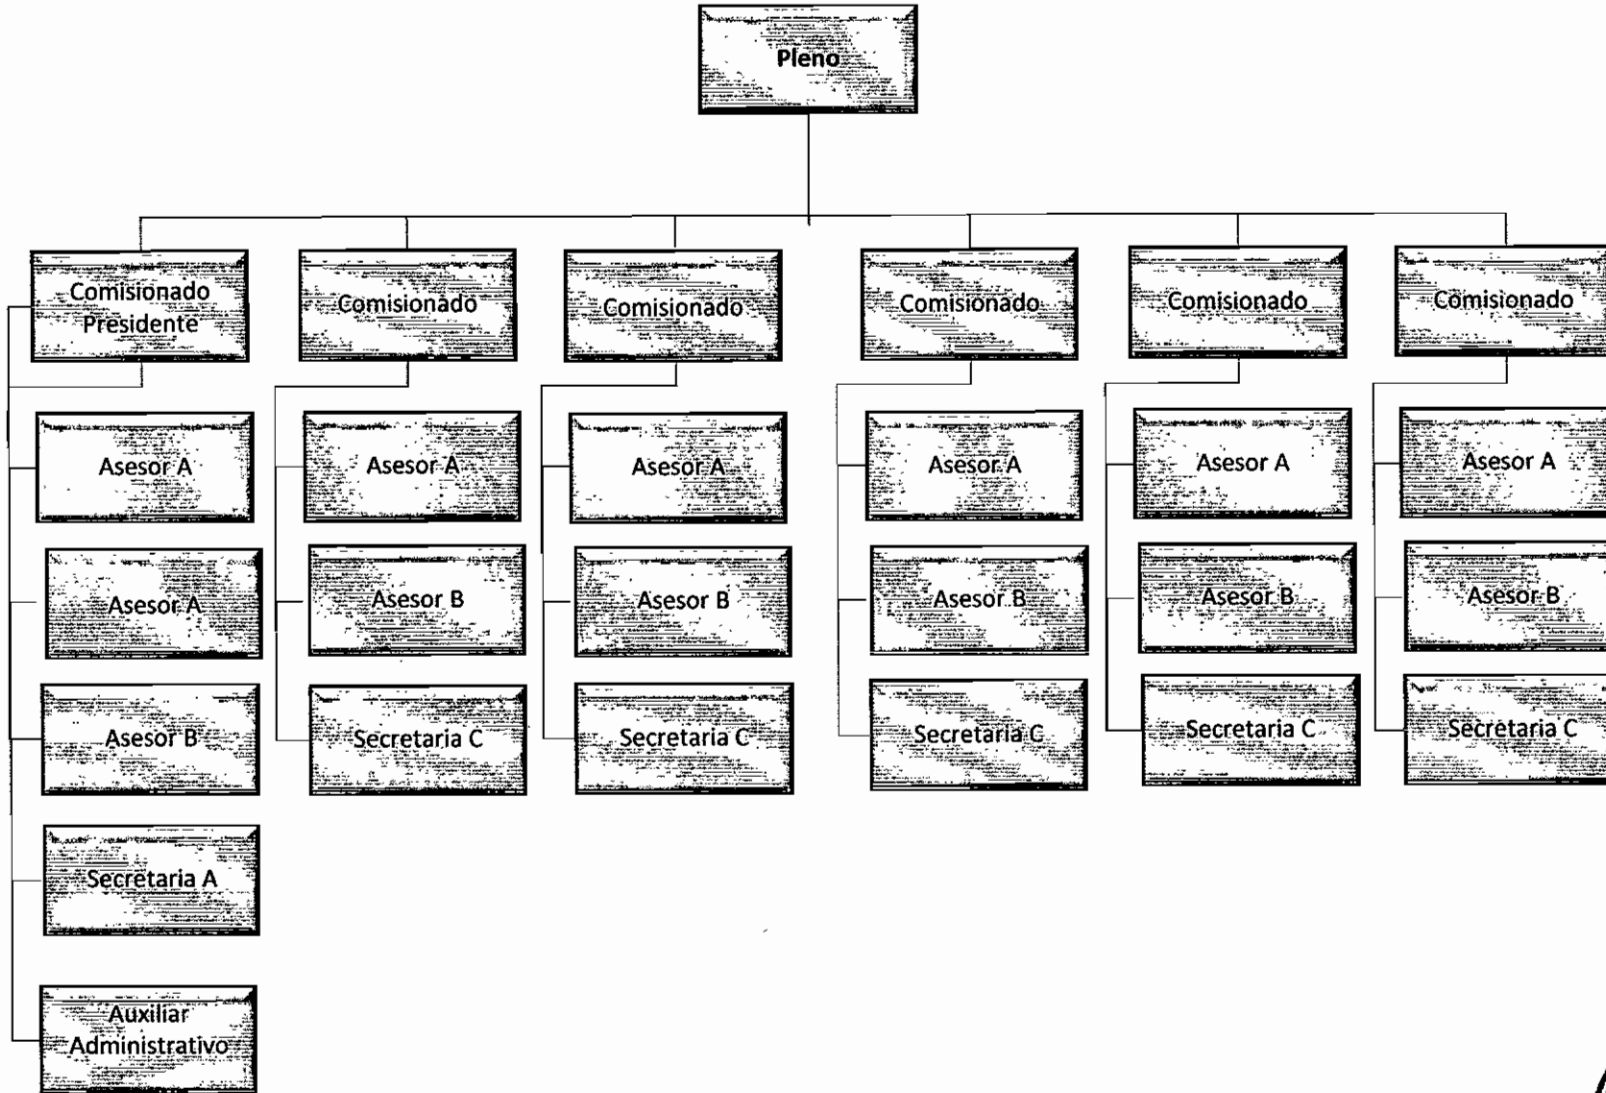 Pleno
Comisionado
Presidente
Comisionado
Comisionado
Comisionado
Comisionado
Comisionado
Asesor A
Asesor A
Asesor A
Asesor A
Asesor A
Asesor A
Asesor A
Asesor B
Asesor B
Asesor B
Asesor B
Asesor B
Asesor B
Secretaria C
Secretaria C
Secretaria C
Secretaria C
Secretaria C
Secretaria A
Auxiliar
Administrativo